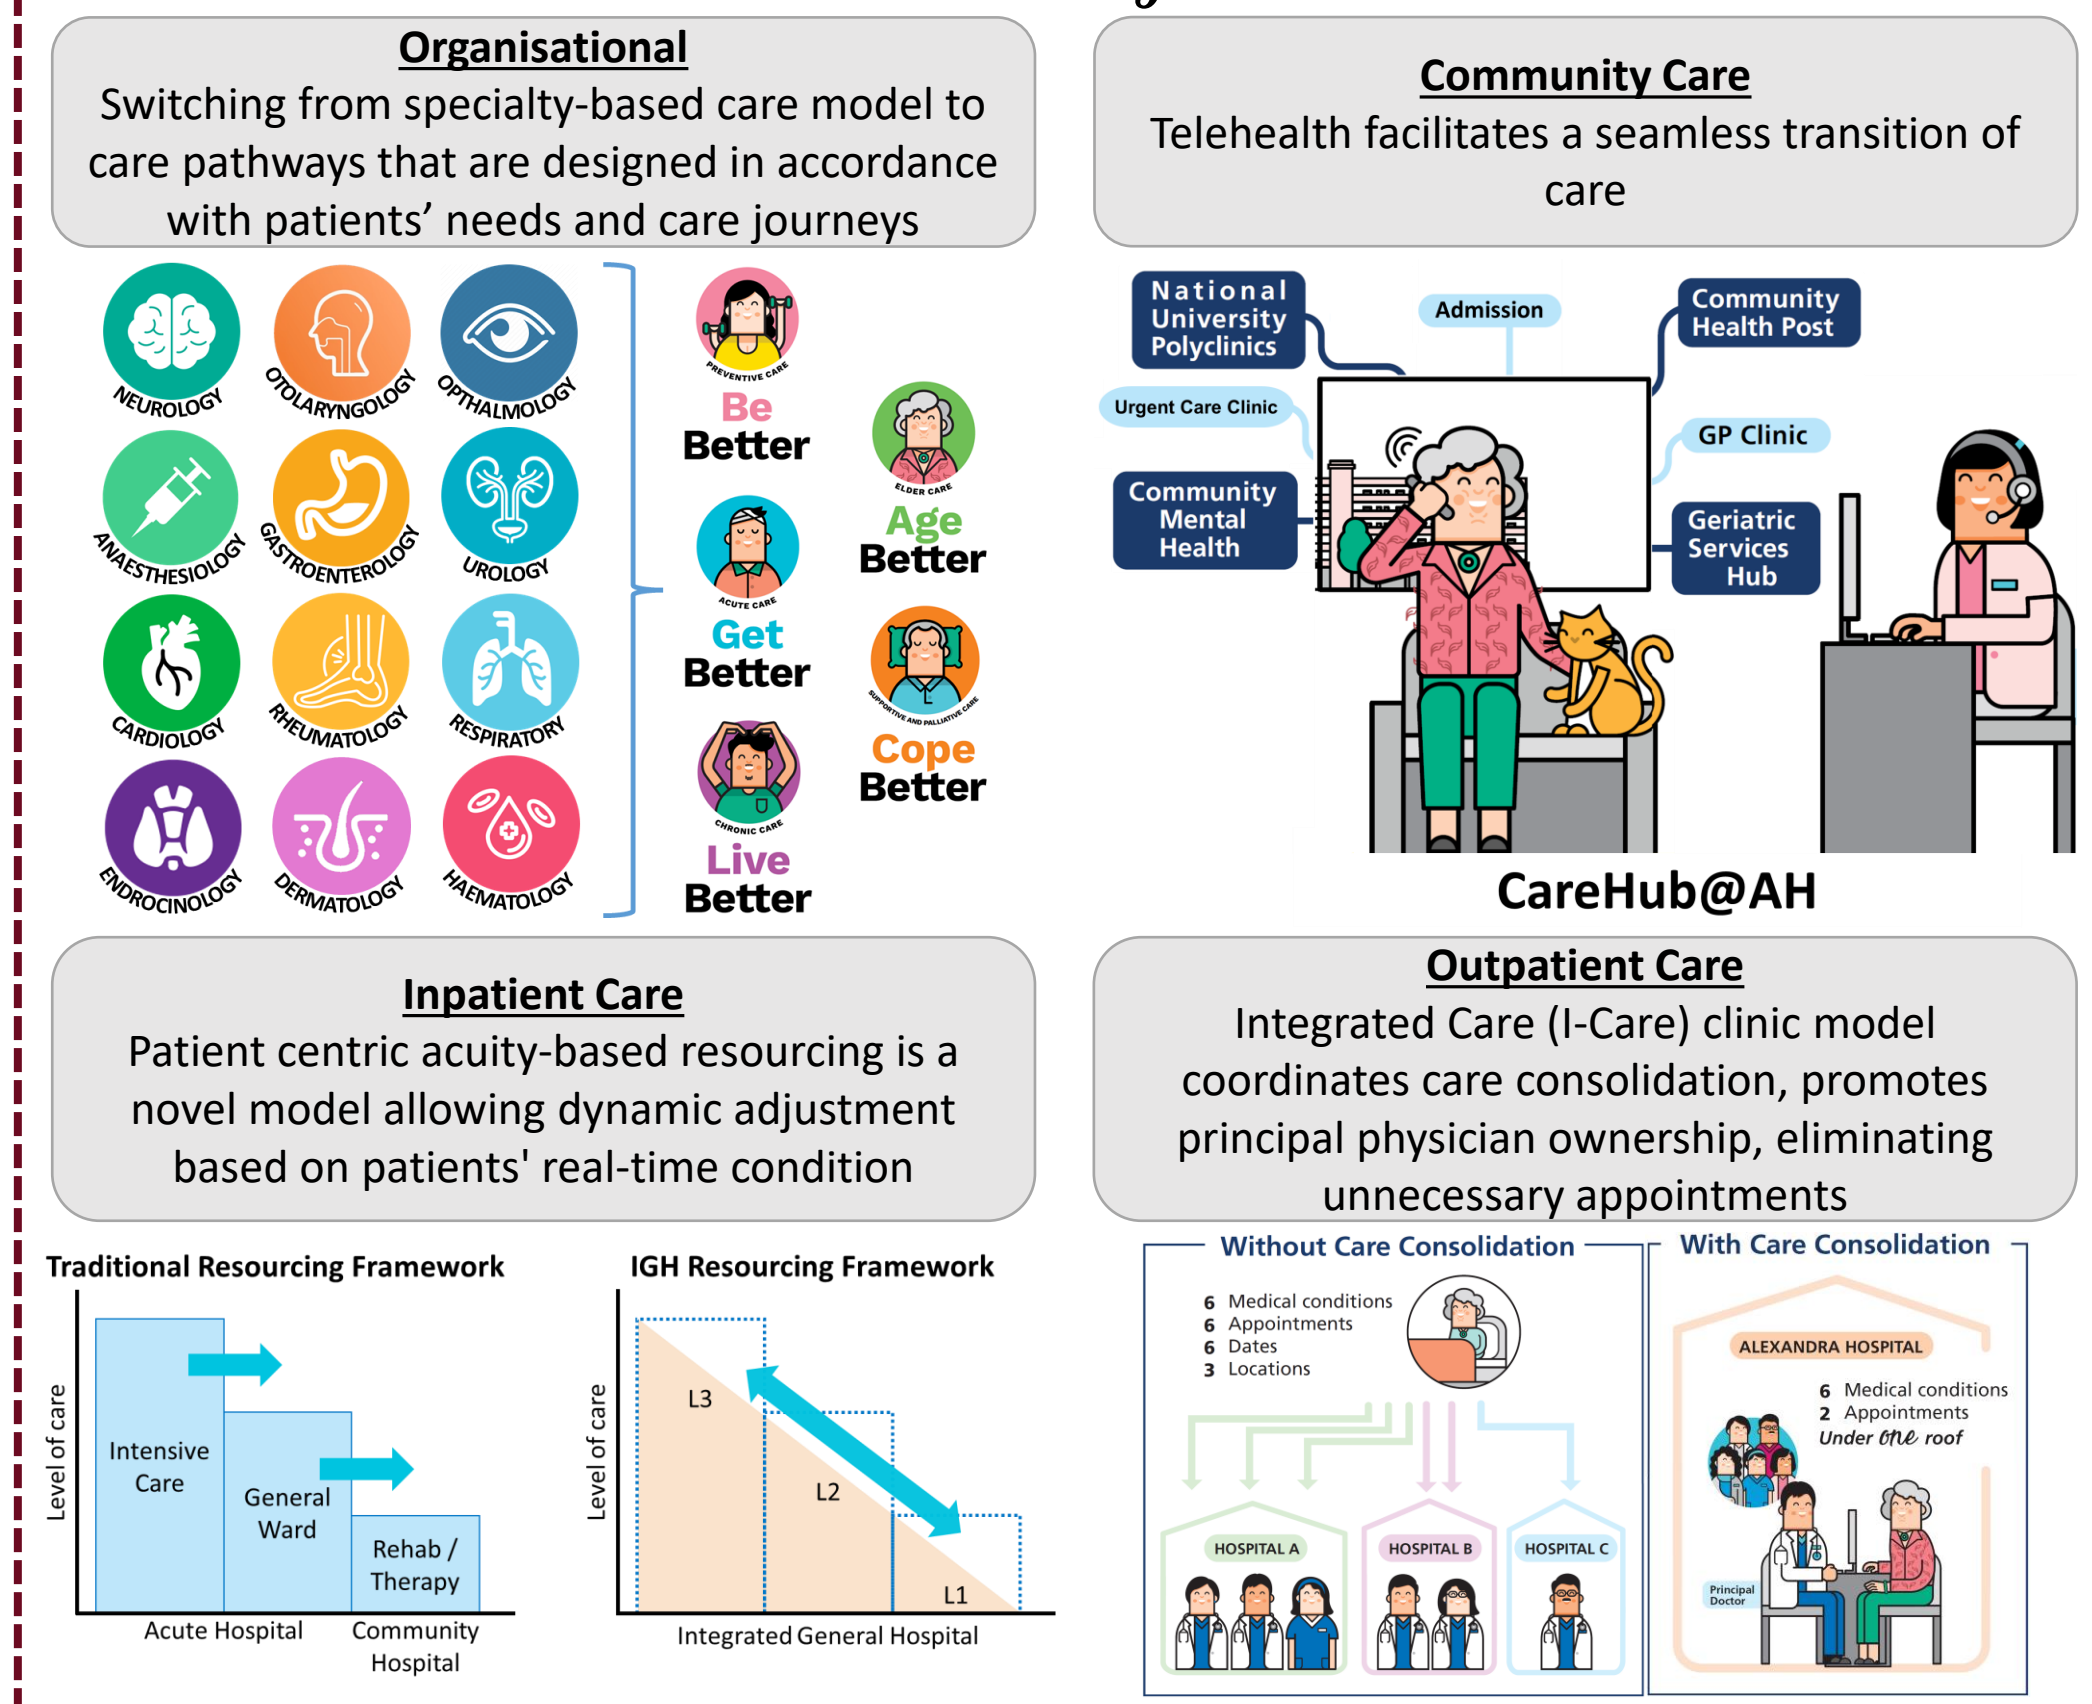 Organisational
Switching from specialty-based care model to
care pathways that are designed in accordance
with patients’ needs and care journeys
NEUROLOGY
OTOLARYNGOLOGY
OPTHALMOLOGY
ANAESTHESIOLOGY
GASTROENTEROLOGY
UROLOGY
CARDIOLOGY
RHEUMATOLOGY
RESPIRATORY
ENDROCINOLOGY
DERMATOLOGY
HAEMATOLOGY
PREVENTIVE CARE
Be
Better
ELDER CARE
Age
Better
ACUTE CARE
Get
Better
SUPPORTIVE AND PALLIATIVE CARE
Cope
Better
CHRONIC CARE
Live
Better
Community Care
Telehealth facilitates a seamless transition of
care
National
University
Polyclinics
Admission
Community
Health Post
Urgent Care Clinic
GP Clinic
Community
Mental
Health
Geriatric
Services
Hub
CareHub@AH
Inpatient Care
Patient centric acuity-based resourcing is a
novel model allowing dynamic adjustment
based on patients' real-time condition
Traditional Resourcing Framework
Level of care
Intensive
Care
General
Ward
Rehab /
Therapy
Acute Hospital
Community
Hospital
IGH Resourcing Framework
Level of care
L3
L2
L1
Integrated General Hospital
Outpatient Care
Integrated Care (I-Care) clinic model
coordinates care consolidation, promotes
principal physician ownership, eliminating
unnecessary appointments
Without Care Consolidation
6 Medical conditions
6 Appointments
6 Dates
3 Locations
HOSPITAL A
HOSPITAL B
HOSPITAL C
With Care Consolidation
ALEXANDRA HOSPITAL
6 Medical conditions
2 Appointments
Under one roof
Principal
Doctor